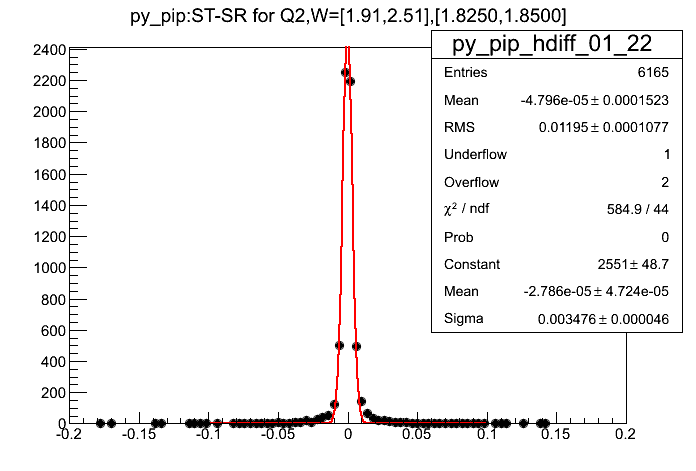 py_pip:ST-SR for Q2,W=[1.91,2.51],[1.8250,1.8500]
py_pip_hdiff_01_22
Entries 6165
Mean -4.796e-05 ± 0.0001523
RMS 0.01195 ± 0.0001077
Underflow 1
Overflow 2
χ² / ndf 584.9 / 44
Prob 0
Constant 2551 ± 48.7
Mean -2.786e-05 ± 4.724e-05
Sigma 0.003476 ± 0.000046
2400
2200
2000
1800
1600
1400
1200
1000
800
600
400
200
0
-0.2 -0.15 -0.1 -0.05 0 0.05 0.1 0.15 0.2